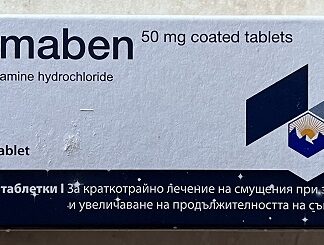 maben 50 mg coated tablets
amine hydrochloride
ablet
таблетки I За краткотрайно лечение на смущения при з
и увеличаване на продължителността на съ